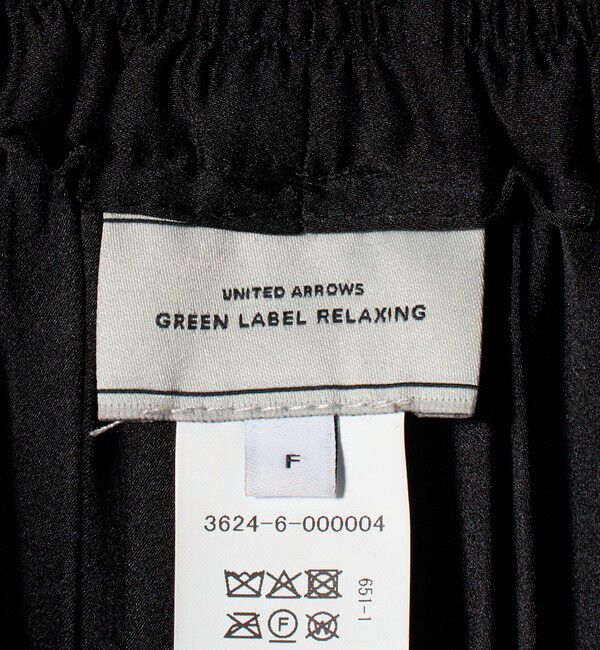 UNITED ARROWS
GREEN LABEL RELAXING
F
3624-6-000004
651-1
F
W